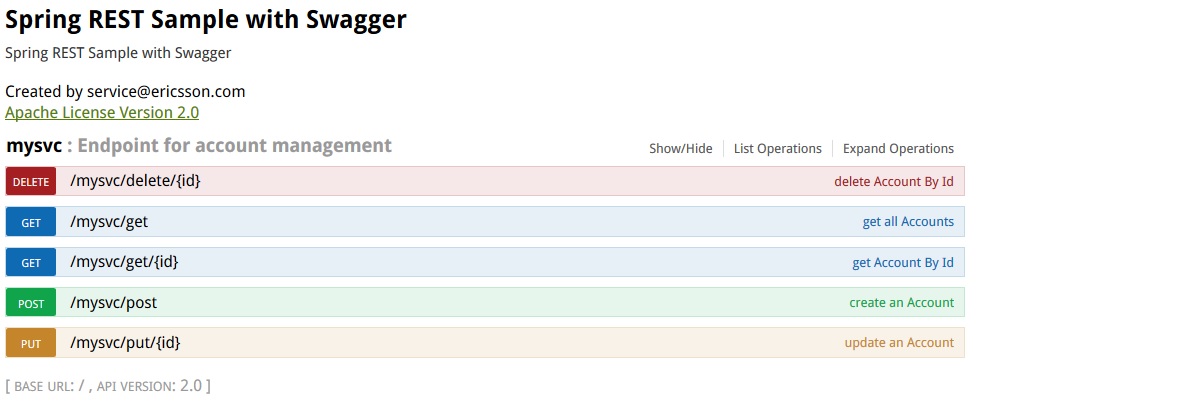 Spring REST Sample with Swagger
Spring REST Sample with Swagger
Created by service@ericsson.com
Apache License Version 2.0
mysvc : Endpoint for account management Show/Hide List Operations Expand Operations
DELETE /mysvc/delete/{id} delete Account By Id
GET /mysvc/get get all Accounts
GET /mysvc/get/{id} get Account By Id
POST /mysvc/post create an Account
PUT /mysvc/put/{id} update an Account
[ BASE URL: / , API VERSION: 2.0 ]